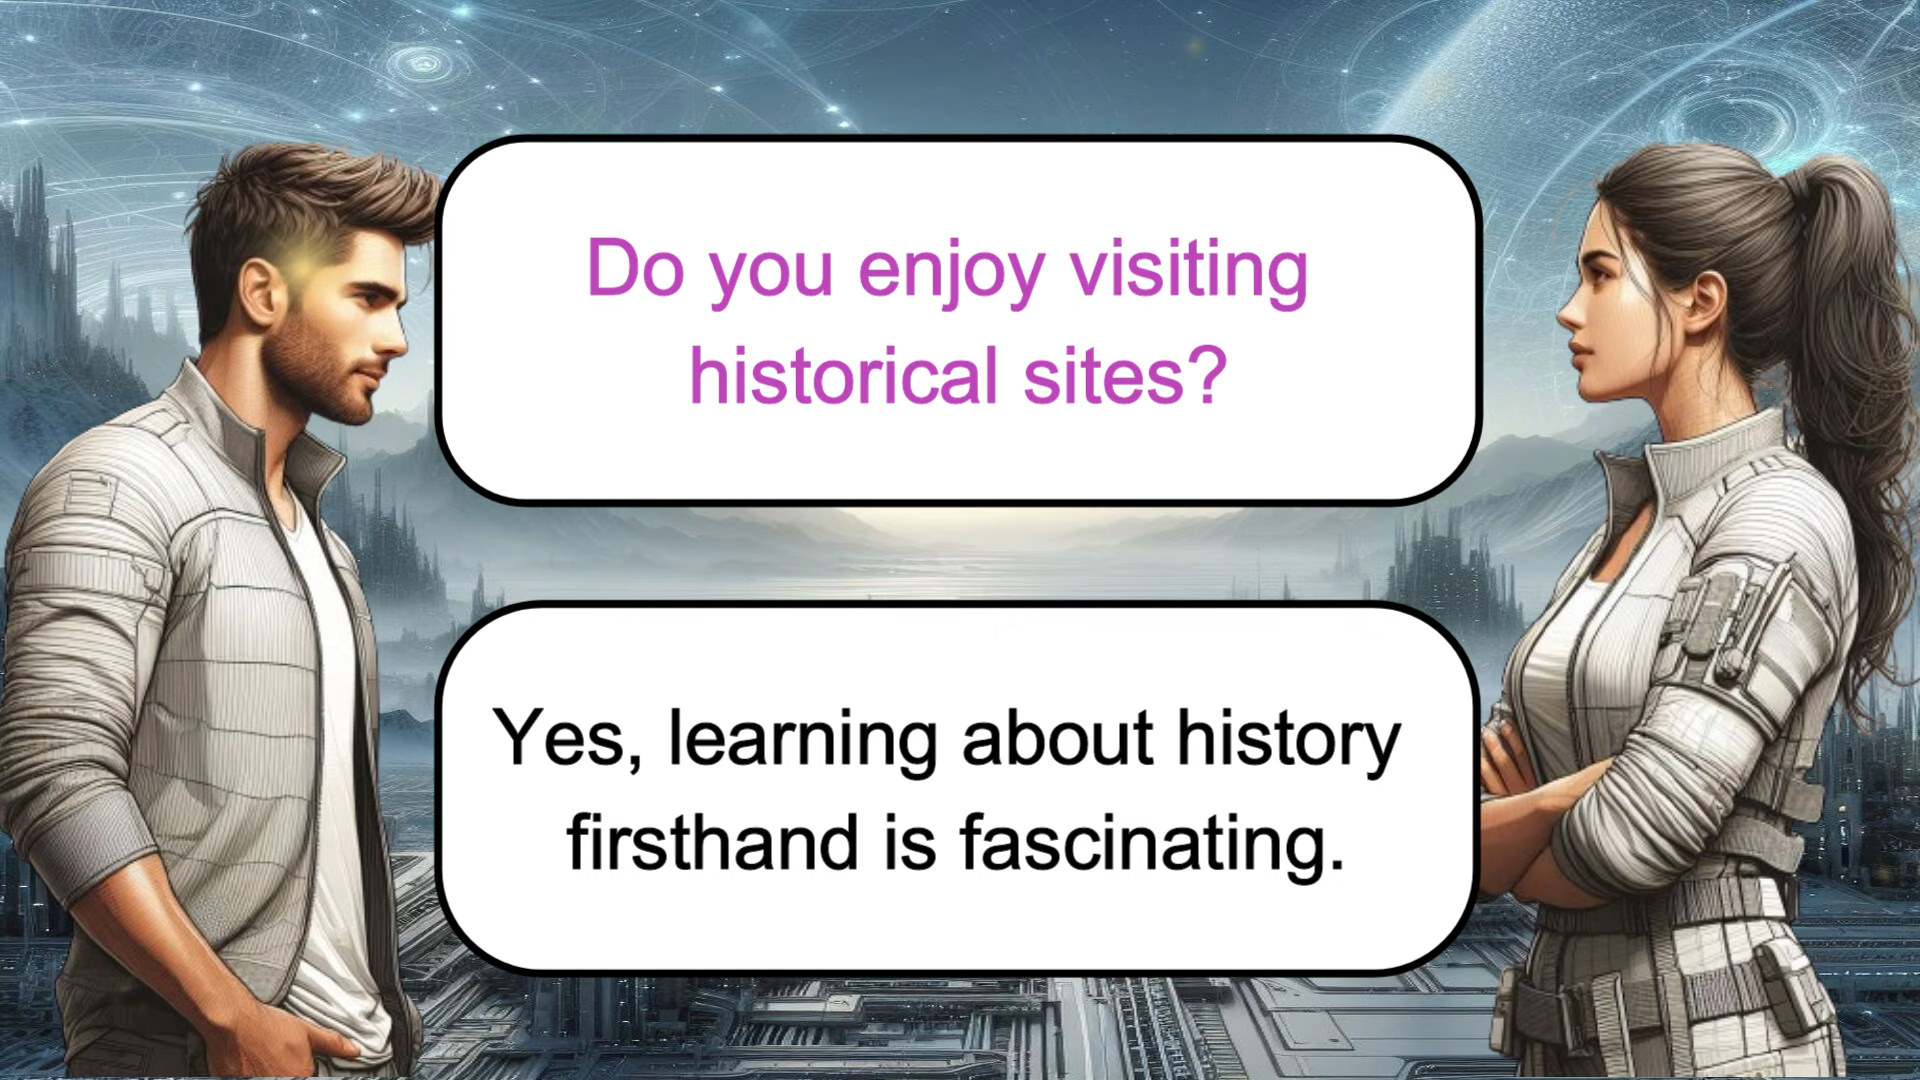 Do you enjoy visiting
historical sites?
Yes, learning about history
firsthand is fascinating.